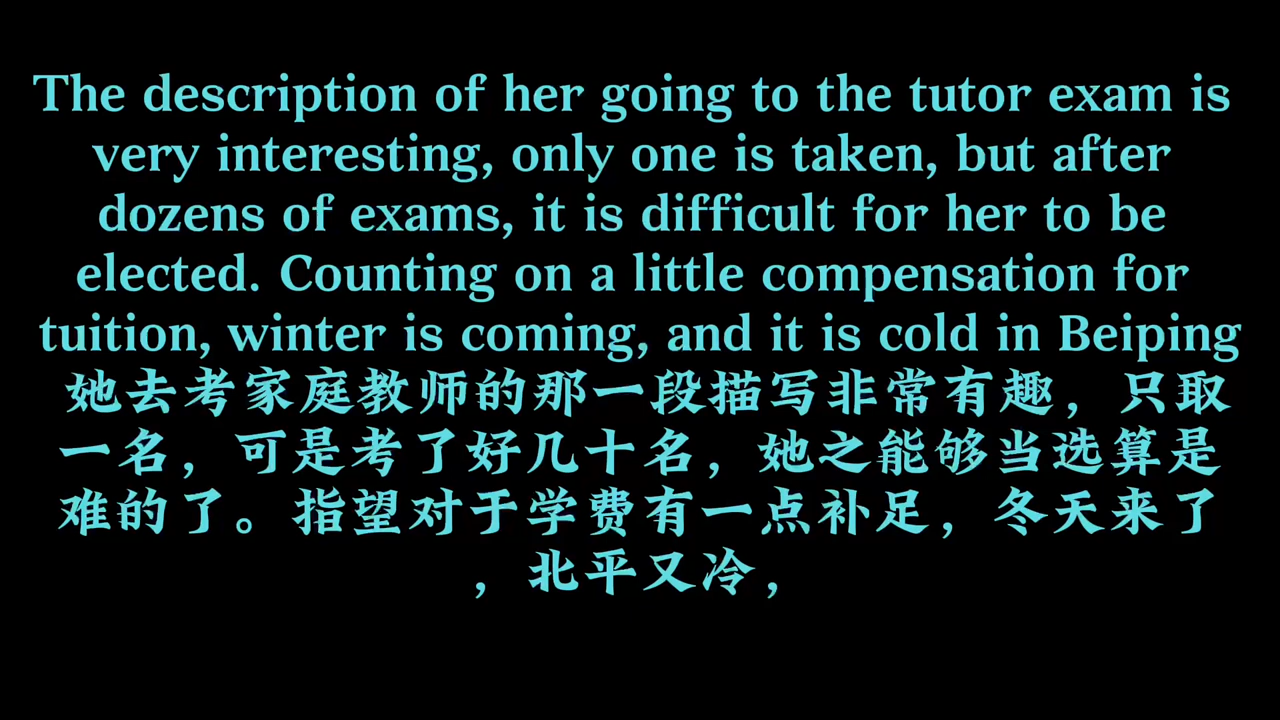 The description of her going to the tutor exam is
very interesting, only one is taken, but after
dozens of exams, it is difficult for her to be
elected. Counting on a little compensation for
tuition, winter is coming, and it is cold in Beiping
她去考家庭教师的那一段描写非常有趣，只取
一名，可是考了好几十名，她之能够当选算是
难的了。指望对于学费有一点补足，冬天来了
，北平又冷，